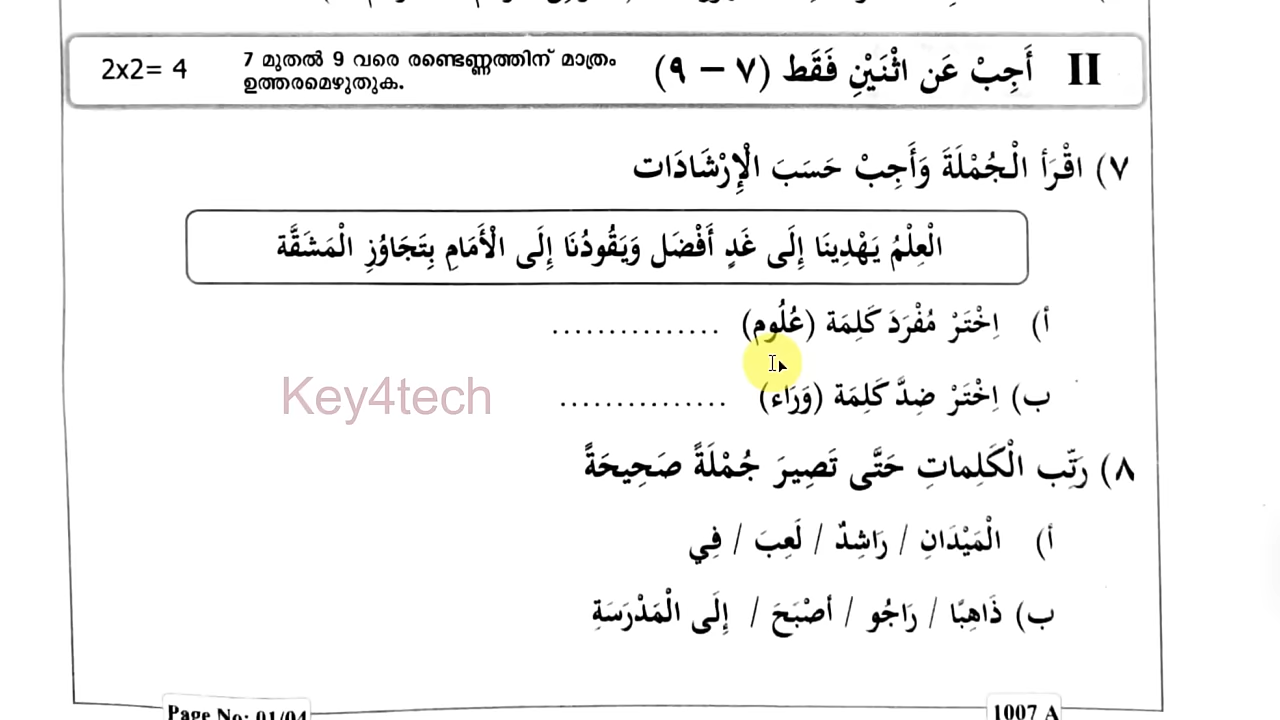 II أَجِبْ عَن اثْنَيْنِ فَقَط (٧ – ٩) 7 മുതൽ 9 വരെ രണ്ടെണ്ണത്തിന് മാത്രം ഉത്തരമെഴുതുക. 2x2= 4
٧) اقْرَأ الْجُمْلَةَ وَأَجِبْ حَسَبَ الْإِرْشَادَات
الْعِلْمُ يَهْدِينَا إِلَى غَدٍ أَفْضَل وَيَقُودُنَا إِلَى الْأَمَامِ بِتَجَاوُزِ الْمَشَقَّة
أ) اِخْتَرْ مُفْرَدَ كَلِمَة (عُلُوم) ...............
Key4tech
ب) اِخْتَرْ ضِدَّ كَلِمَة (وَرَاء) ...............
٨) رَتِّب الْكَلِماتِ حَتَّى تَصِيرَ جُمْلَةً صَحِيحَةً
أ) الْمَيْدَانِ / رَاشِدٌ / لَعِبَ / فِي
ب) ذَاهِبًا / رَاجُو / أصْبَحَ / إِلَى الْمَدْرَسَةِ
Page No: 01/04 1007 A